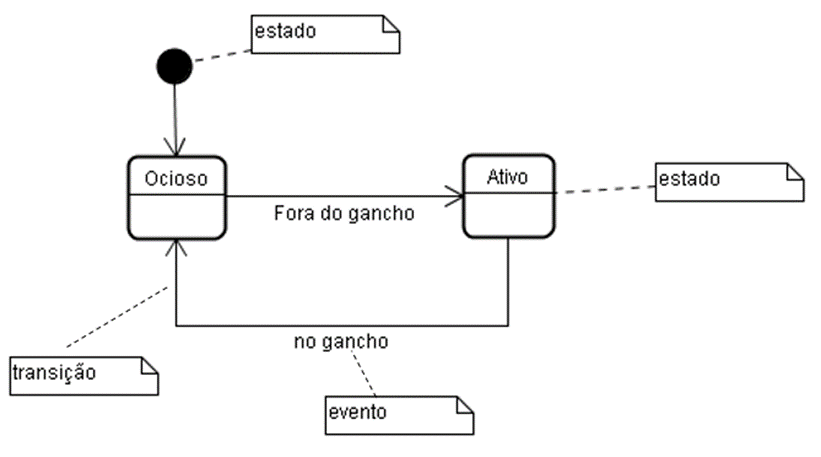 estado
Ocioso
Ativo
estado
Fora do gancho
no gancho
transição
evento